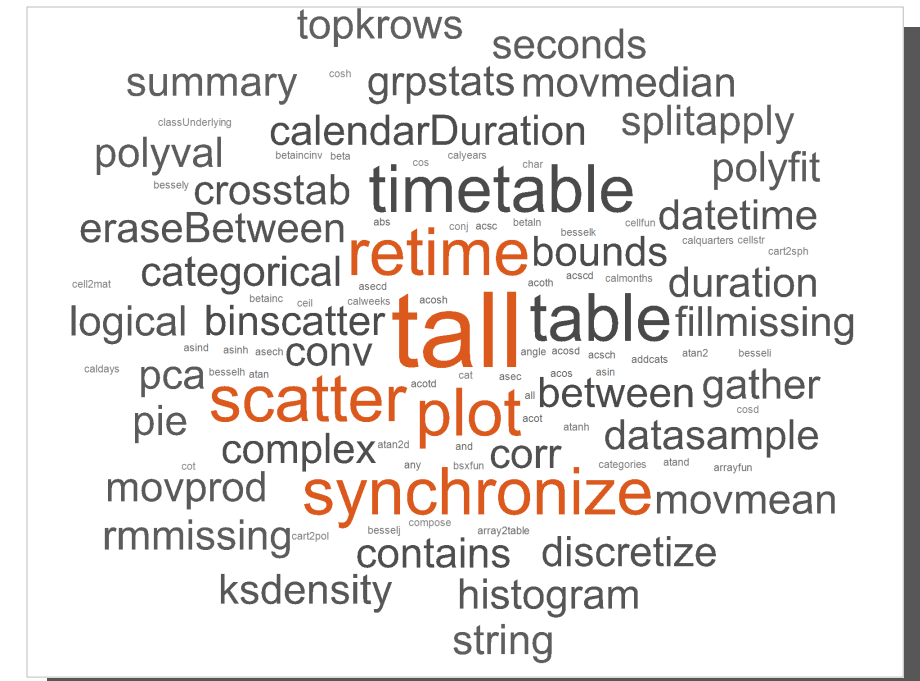 topkrows
seconds
summary cosh grpstats movmedian
classUnderlying calendarDuration splitapply
polyval betaincinv beta cos calyears char polyfit
bessely crosstab timetable
eraseBetween abs conj acsc betaln besselk cellfun datetime
retime bounds calquarters cellstr cart2sph
cell2mat categorical asecd acoth acscd calmonths duration
betainc ceil calweeks acosh
logical binscatter tall table fillmissing
asind asinh asech conv angle acosd acsch addcats atan2 besseli
caldays pca besselh atan acotd cat asec acos asin
scatter plot all between gather
pie acot atanh cosd
complex atan2d and corr datasample
cot any bsxfun categories atand arrayfun
movprod synchronize movmean
rmmissing cart2pol besselj compose array2table
contains discretize
ksdensity histogram
string